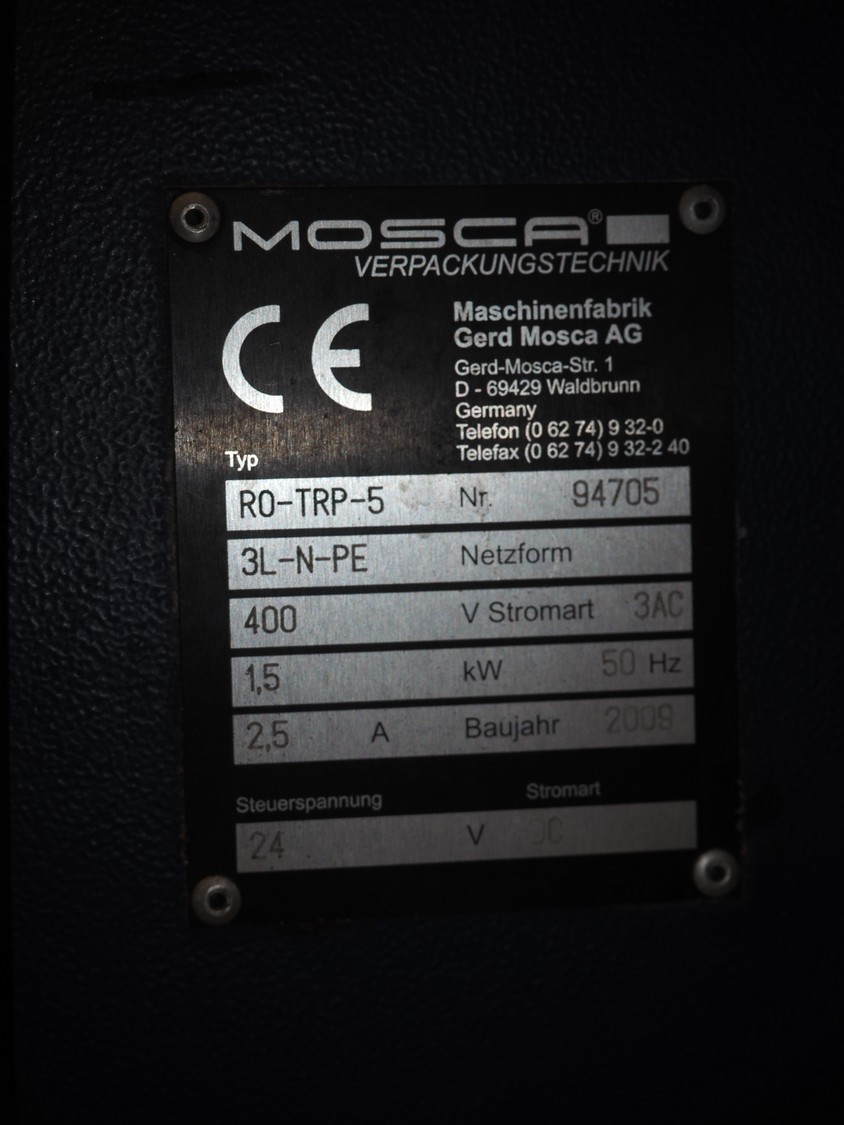 MOSCA®
VERPACKUNGSTECHNIK
CE
Maschinenfabrik
Gerd Mosca AG
Gerd-Mosca-Str. 1
D - 69429 Waldbrunn
Germany
Telefon (0 62 74) 9 32-0
Telefax (0 62 74) 9 32-2 40
Typ
RO-TRP-5 Nr. 94705
3L-N-PE Netzform
400 V Stromart 3AC
1,5 kW 50 Hz
2,5 A Baujahr 2009
Steuerspannung Stromart
24 V DC